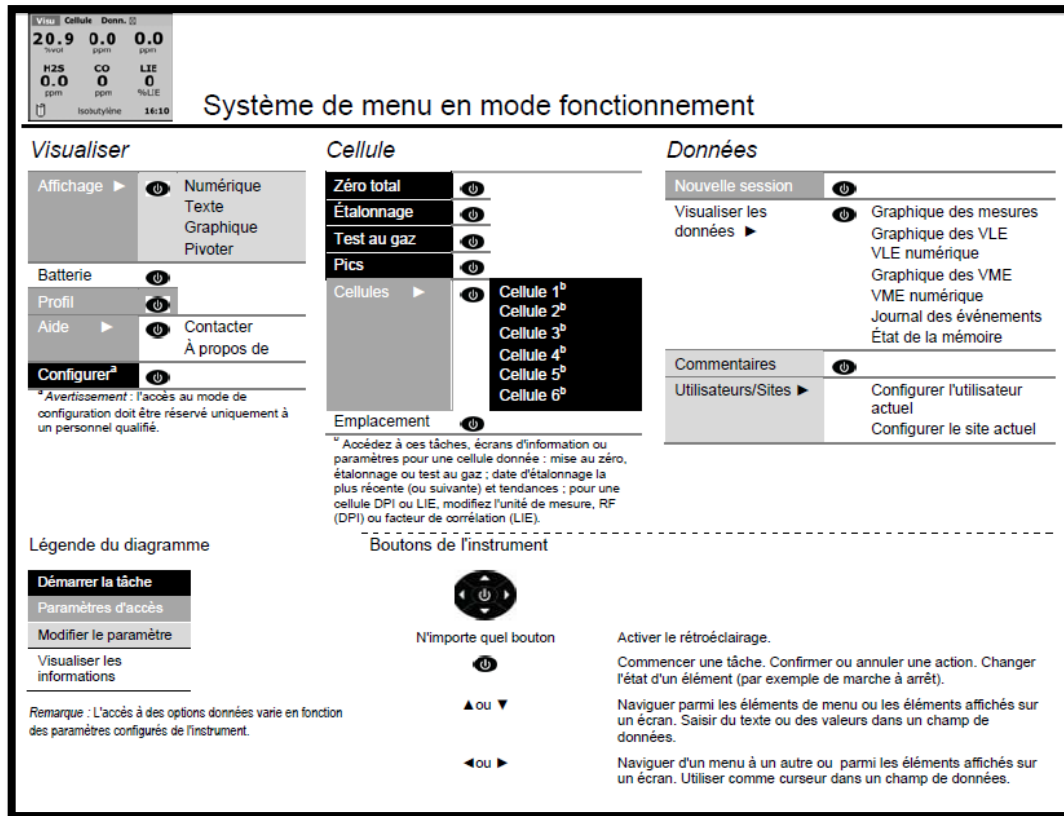 Visu Cellule Donn.
20.9 0.0 0.0
%vol ppm ppm
H2S CO LIE
0.0 0 0
ppm ppm %LIE
Isobutylène 16:10
Système de menu en mode fonctionnement
Visualiser
Affichage ►
Numérique
Texte
Graphique
Pivoter
Batterie
Profil
Aide ►
Contacter
À propos de
Configurerᵃ
ᵃ Avertissement : l'accès au mode de
configuration doit être réservé uniquement à
un personnel qualifié.
Cellule
Zéro total
Étalonnage
Test au gaz
Pics
Cellules ►
Cellule 1ᵇ
Cellule 2ᵇ
Cellule 3ᵇ
Cellule 4ᵇ
Cellule 5ᵇ
Cellule 6ᵇ
Emplacement
ᵇ Accédez à ces tâches, écrans d'information ou
paramètres pour une cellule donnée : mise au zéro,
étalonnage ou test au gaz ; date d'étalonnage la
plus récente (ou suivante) et tendances ; pour une
cellule DPI ou LIE, modifiez l'unité de mesure, RF
(DPI) ou facteur de corrélation (LIE).
Données
Nouvelle session
Visualiser les
données ►
Graphique des mesures
Graphique des VLE
VLE numérique
Graphique des VME
VME numérique
Journal des événements
État de la mémoire
Commentaires
Utilisateurs/Sites ►
Configurer l'utilisateur
actuel
Configurer le site actuel
Légende du diagramme
Démarrer la tâche
Paramètres d'accès
Modifier le paramètre
Visualiser les
informations
Remarque : L'accès à des options données varie en fonction
des paramètres configurés de l'instrument.
Boutons de l'instrument
N'importe quel bouton
Activer le rétroéclairage.
Commencer une tâche. Confirmer ou annuler une action. Changer
l'état d'un élément (par exemple de marche à arrêt).
▲ou ▼
Naviguer parmi les éléments de menu ou les éléments affichés sur
un écran. Saisir du texte ou des valeurs dans un champ de
données.
◄ou ►
Naviguer d'un menu à un autre ou parmi les éléments affichés sur
un écran. Utiliser comme curseur dans un champ de données.